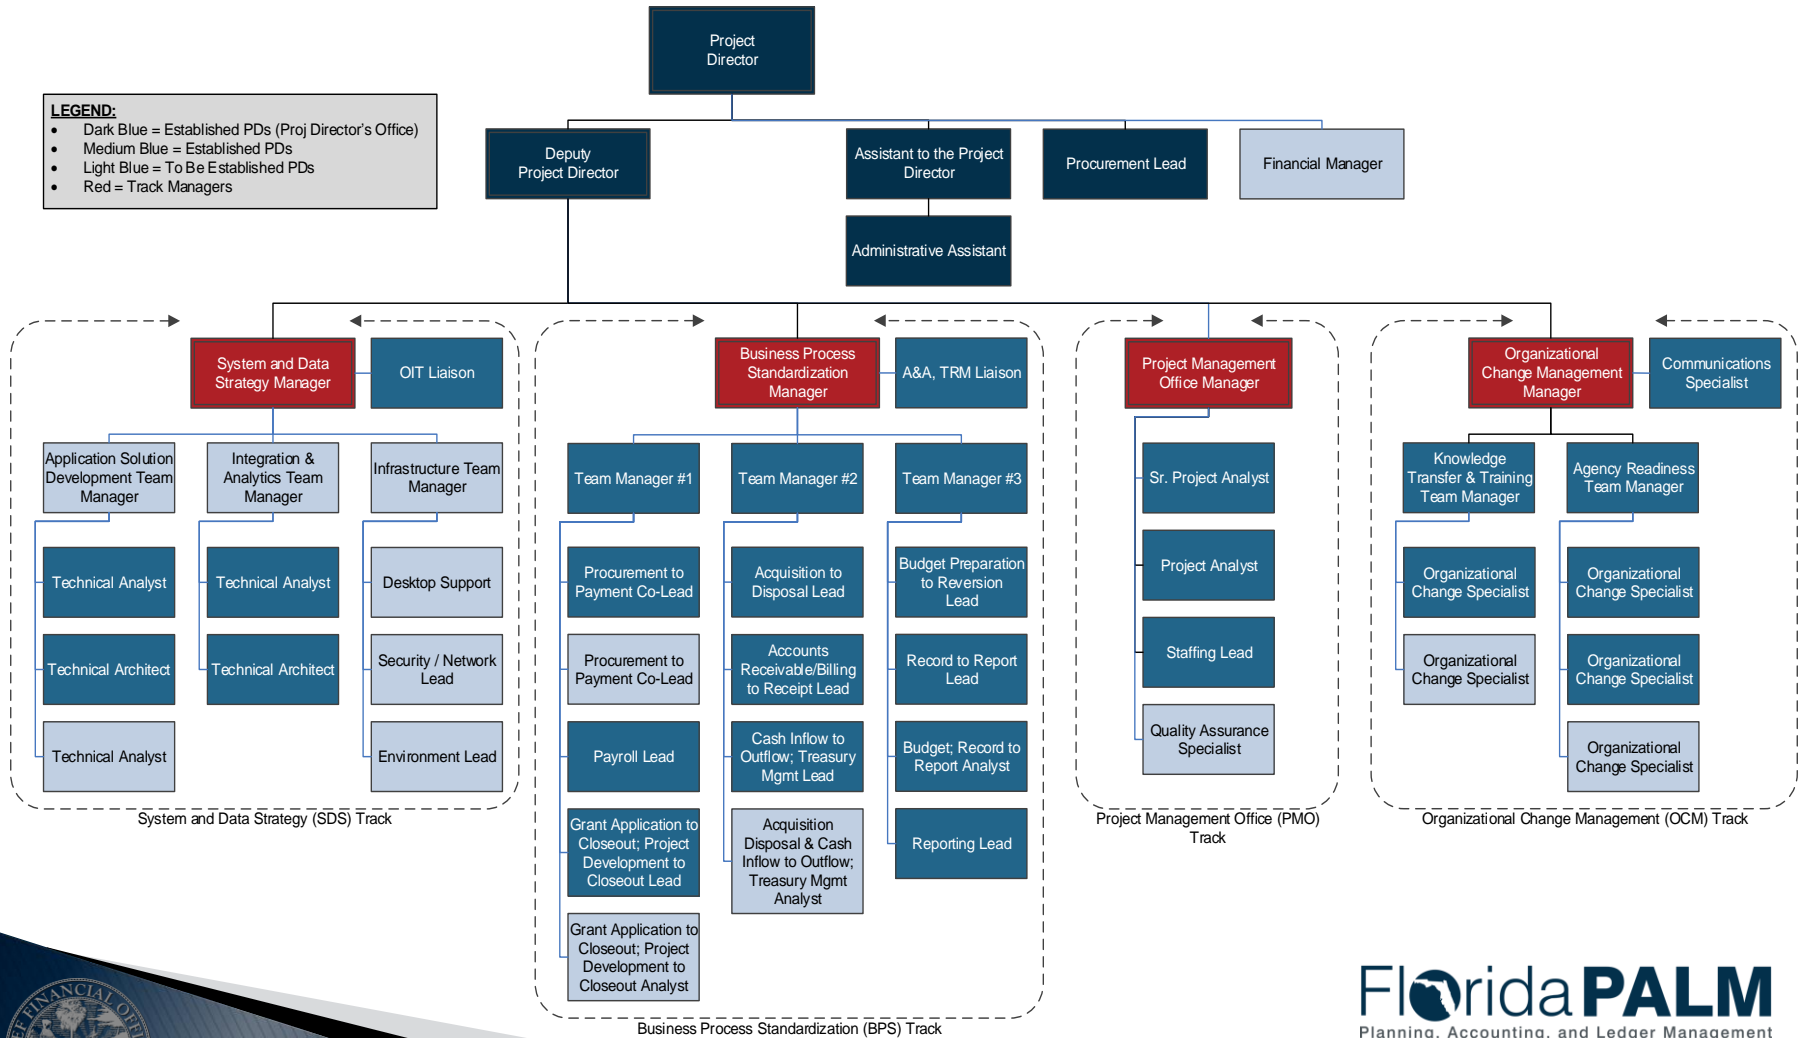 Project
Director
LEGEND:
• Dark Blue = Established PDs (Proj Director's Office)
• Medium Blue = Established PDs
• Light Blue = To Be Established PDs
• Red = Track Managers
Deputy
Project Director
Assistant to the Project
Director
Procurement Lead
Financial Manager
Administrative Assistant
System and Data
Strategy Manager
OIT Liaison
Business Process
Standardization
Manager
A&A, TRM Liaison
Project Management
Office Manager
Organizational
Change Management
Manager
Communications
Specialist
Application Solution
Development Team
Manager
Integration &
Analytics Team
Manager
Infrastructure Team
Manager
Team Manager #1
Team Manager #2
Team Manager #3
Sr. Project Analyst
Knowledge
Transfer & Training
Team Manager
Agency Readiness
Team Manager
Technical Analyst
Technical Analyst
Desktop Support
Procurement to
Payment Co-Lead
Acquisition to
Disposal Lead
Budget Preparation
to Reversion
Lead
Project Analyst
Organizational
Change Specialist
Organizational
Change Specialist
Technical Architect
Technical Architect
Security / Network
Lead
Procurement to
Payment Co-Lead
Accounts
Receivable/Billing
to Receipt Lead
Record to Report
Lead
Staffing Lead
Organizational
Change Specialist
Organizational
Change Specialist
Technical Analyst
Environment Lead
Payroll Lead
Cash Inflow to
Outflow; Treasury
Mgmt Lead
Budget; Record to
Report Analyst
Quality Assurance
Specialist
Organizational
Change Specialist
System and Data Strategy (SDS) Track
Grant Application to
Closeout; Project
Development to
Closeout Lead
Acquisition
Disposal & Cash
Inflow to Outflow;
Treasury Mgmt
Analyst
Reporting Lead
Project Management Office (PMO)
Track
Organizational Change Management (OCM) Track
Grant Application to
Closeout; Project
Development to
Closeout Analyst
Business Process Standardization (BPS) Track
Florida PALM
Planning, Accounting, and Ledger Management